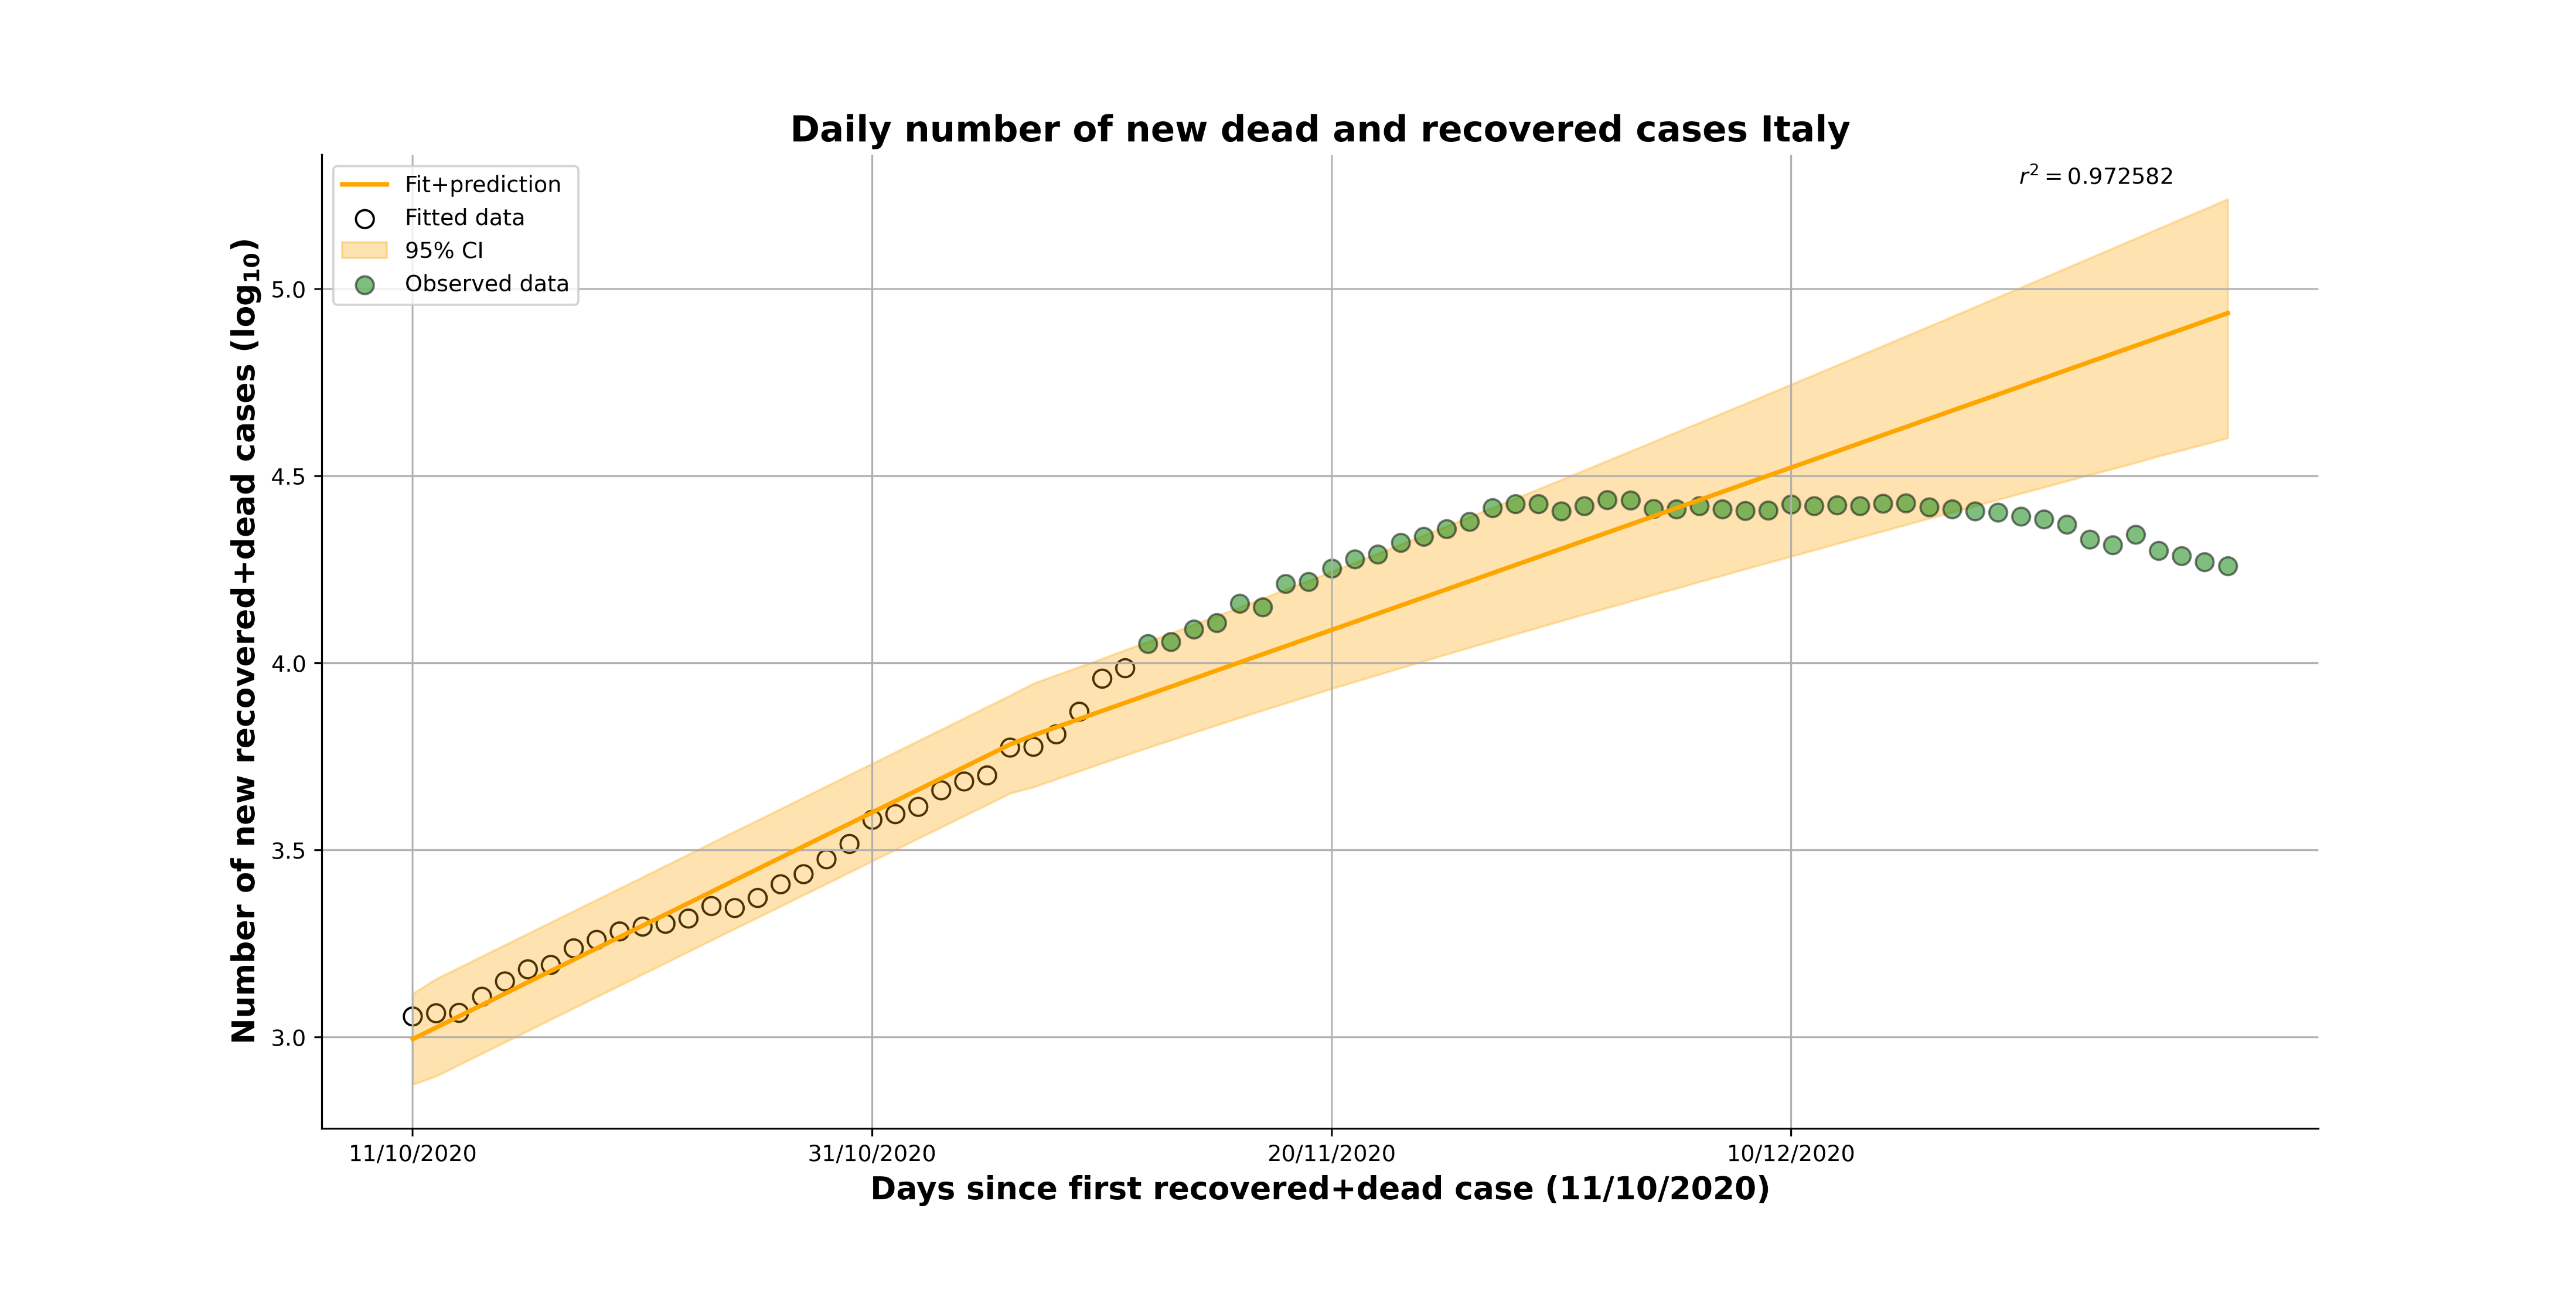 Daily number of new dead and recovered cases Italy
r² = 0.972582
Fit+prediction
Fitted data
95% CI
Observed data
Number of new recovered+dead cases (log₁₀)
5.0
4.5
4.0
3.5
3.0
11/10/2020
31/10/2020
20/11/2020
10/12/2020
Days since first recovered+dead case (11/10/2020)